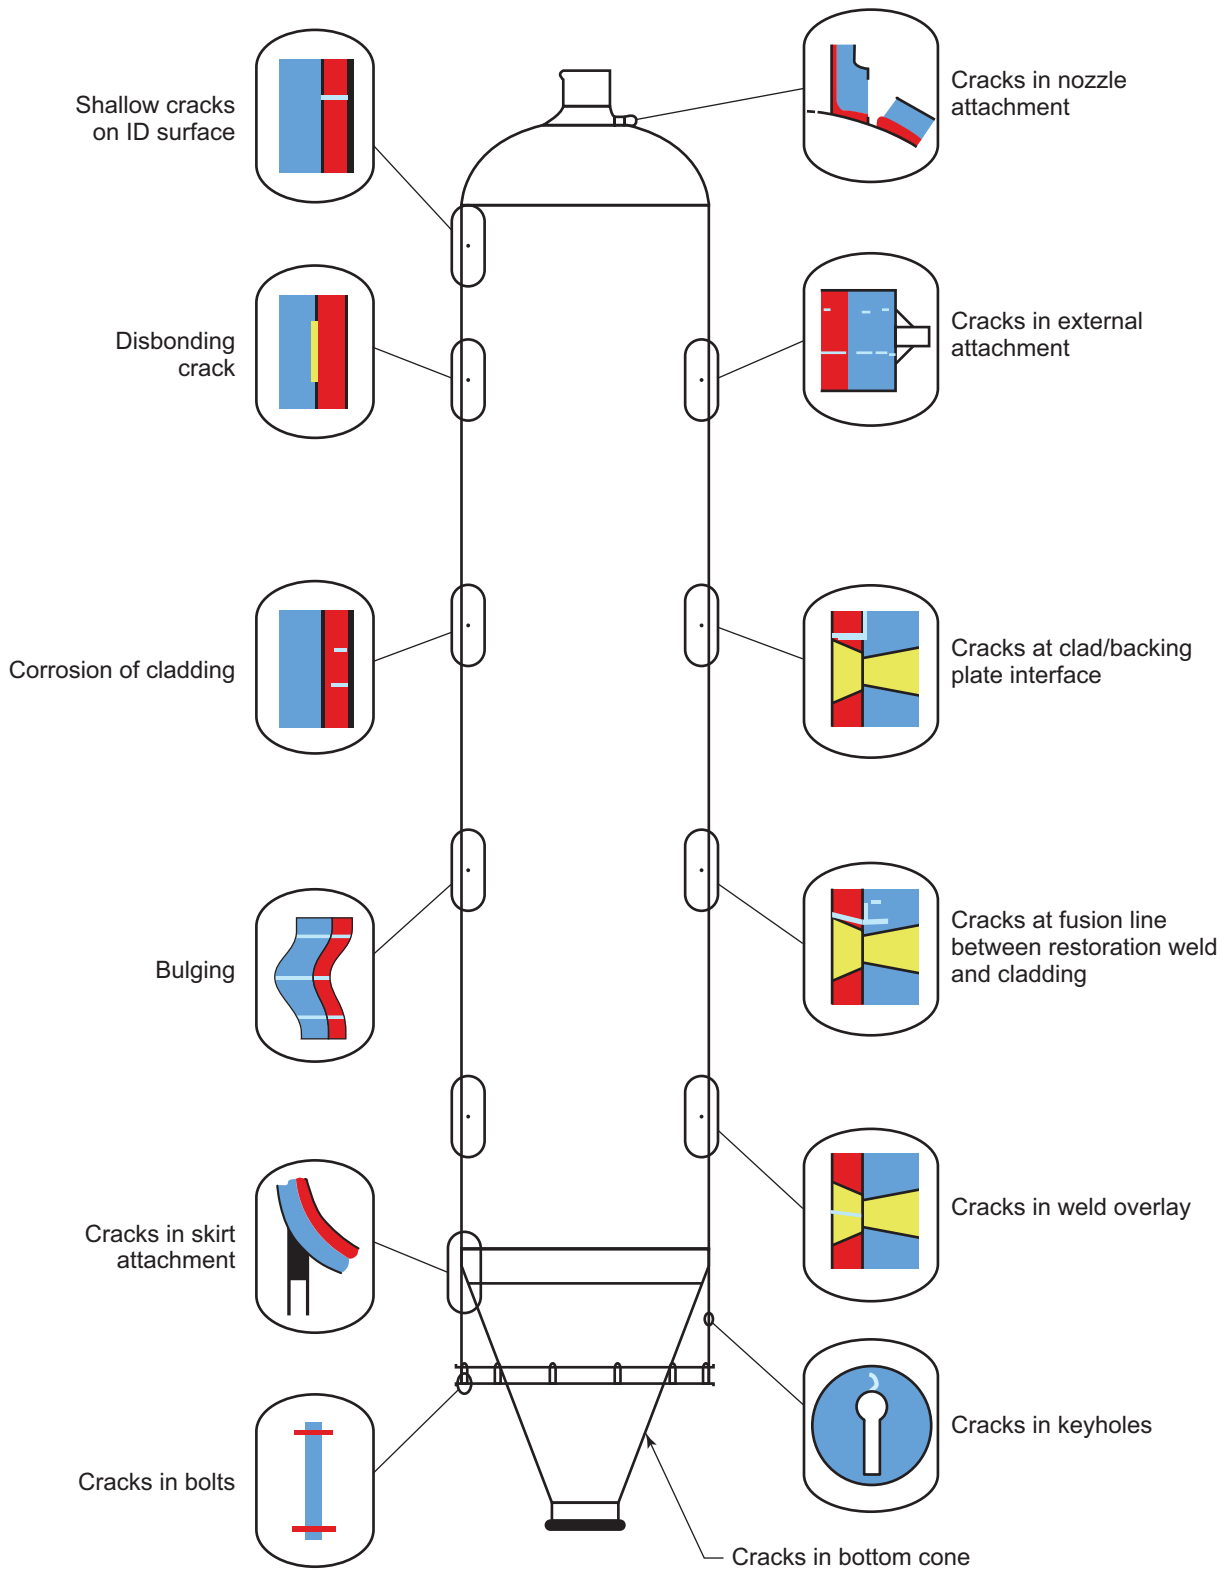 Shallow cracks
on ID surface
Disbonding
crack
Corrosion of cladding
Bulging
Cracks in skirt
attachment
Cracks in bolts
Cracks in nozzle
attachment
Cracks in external
attachment
Cracks at clad/backing
plate interface
Cracks at fusion line
between restoration weld
and cladding
Cracks in weld overlay
Cracks in keyholes
Cracks in bottom cone